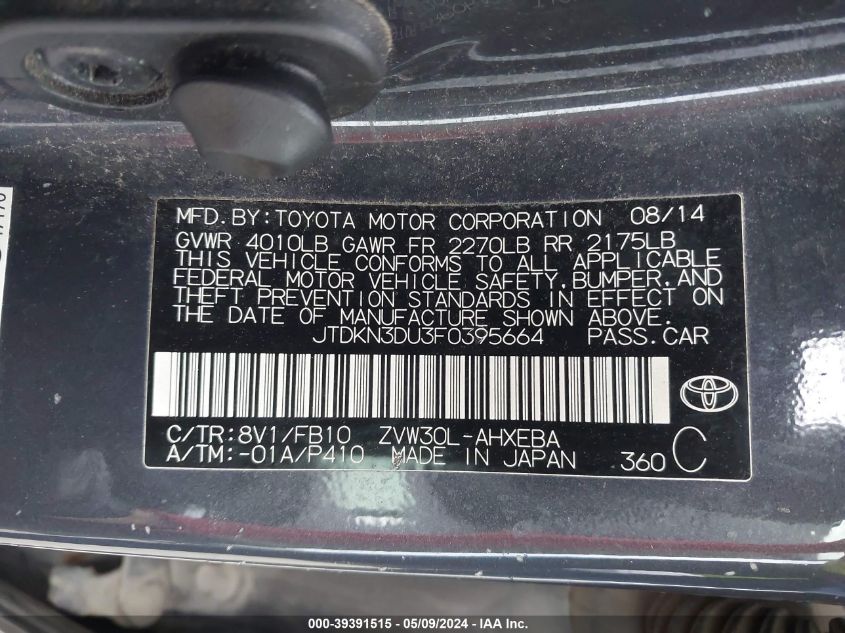 MFD. BY: TOYOTA MOTOR CORPORATION 08/14
GVWR 4010LB GAWR FR 2270LB RR 2175LB
THIS VEHICLE CONFORMS TO ALL APPLICABLE
FEDERAL MOTOR VEHICLE SAFETY, BUMPER, AND
THEFT PREVENTION STANDARDS IN EFFECT ON
THE DATE OF MANUFACTURE SHOWN ABOVE.
JTDKN3DU3F0395664 PASS. CAR
C/TR: 8V1/FB10 ZVW30L-AHXEBA
A/TM: -01A/P410 MADE IN JAPAN 360 C
000-39391515 - 05/09/2024 - IAA Inc.